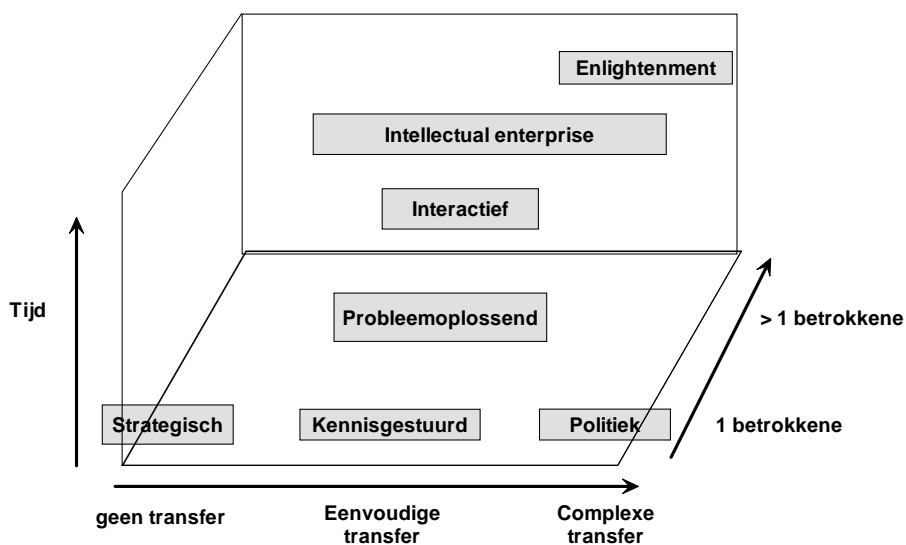 Enlightenment
Intellectual enterprise
Interactief
Tijd
Probleemoplossend
> 1 betrokkene
Strategisch
Kennisgestuurd
Politiek
1 betrokkene
geen transfer
Eenvoudige
transfer
Complexe
transfer